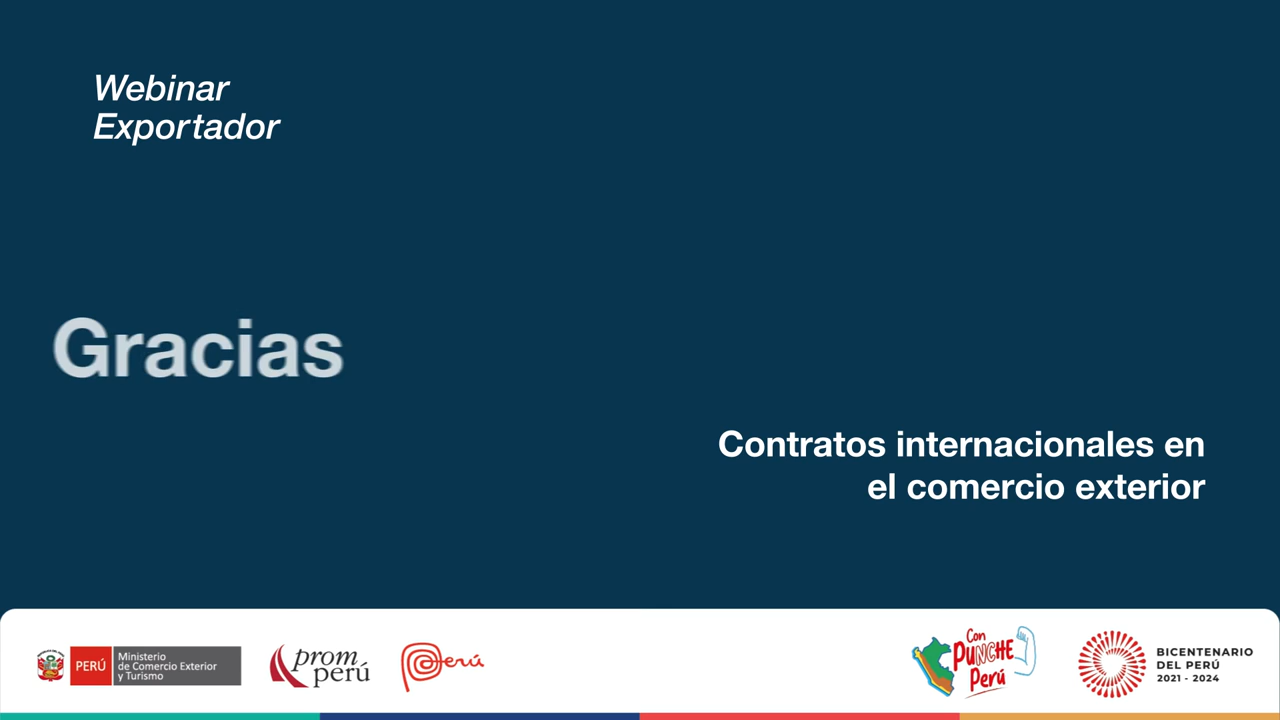 Webinar
Exportador
Gracias
Contratos internacionales en
el comercio exterior
PERÚ
Ministerio
de Comercio Exterior
y Turismo
prom
perú
Perú
Con
PUNCHE
Perú
BICENTENARIO
DEL PERÚ
2021 - 2024